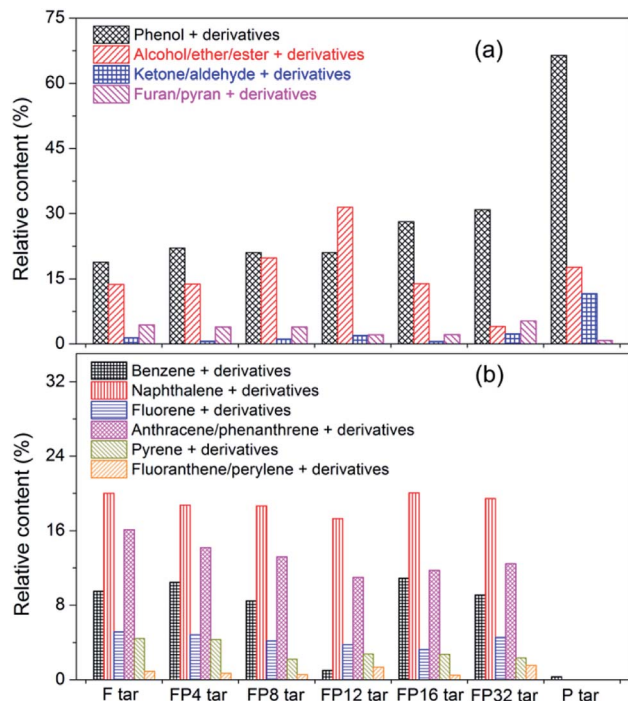 75
60
45
30
15
0
Relative content (%)
Phenol + derivatives
Alcohol/ether/ester + derivatives
Ketone/aldehyde + derivatives
Furan/pyran + derivatives
(a)
32
24
16
8
0
Relative content (%)
Benzene + derivatives
Naphthalene + derivatives
Fluorene + derivatives
Anthracene/phenanthrene + derivatives
Pyrene + derivatives
Fluoranthene/perylene + derivatives
(b)
F tar FP4 tar FP8 tar FP12 tar FP16 tar FP32 tar P tar